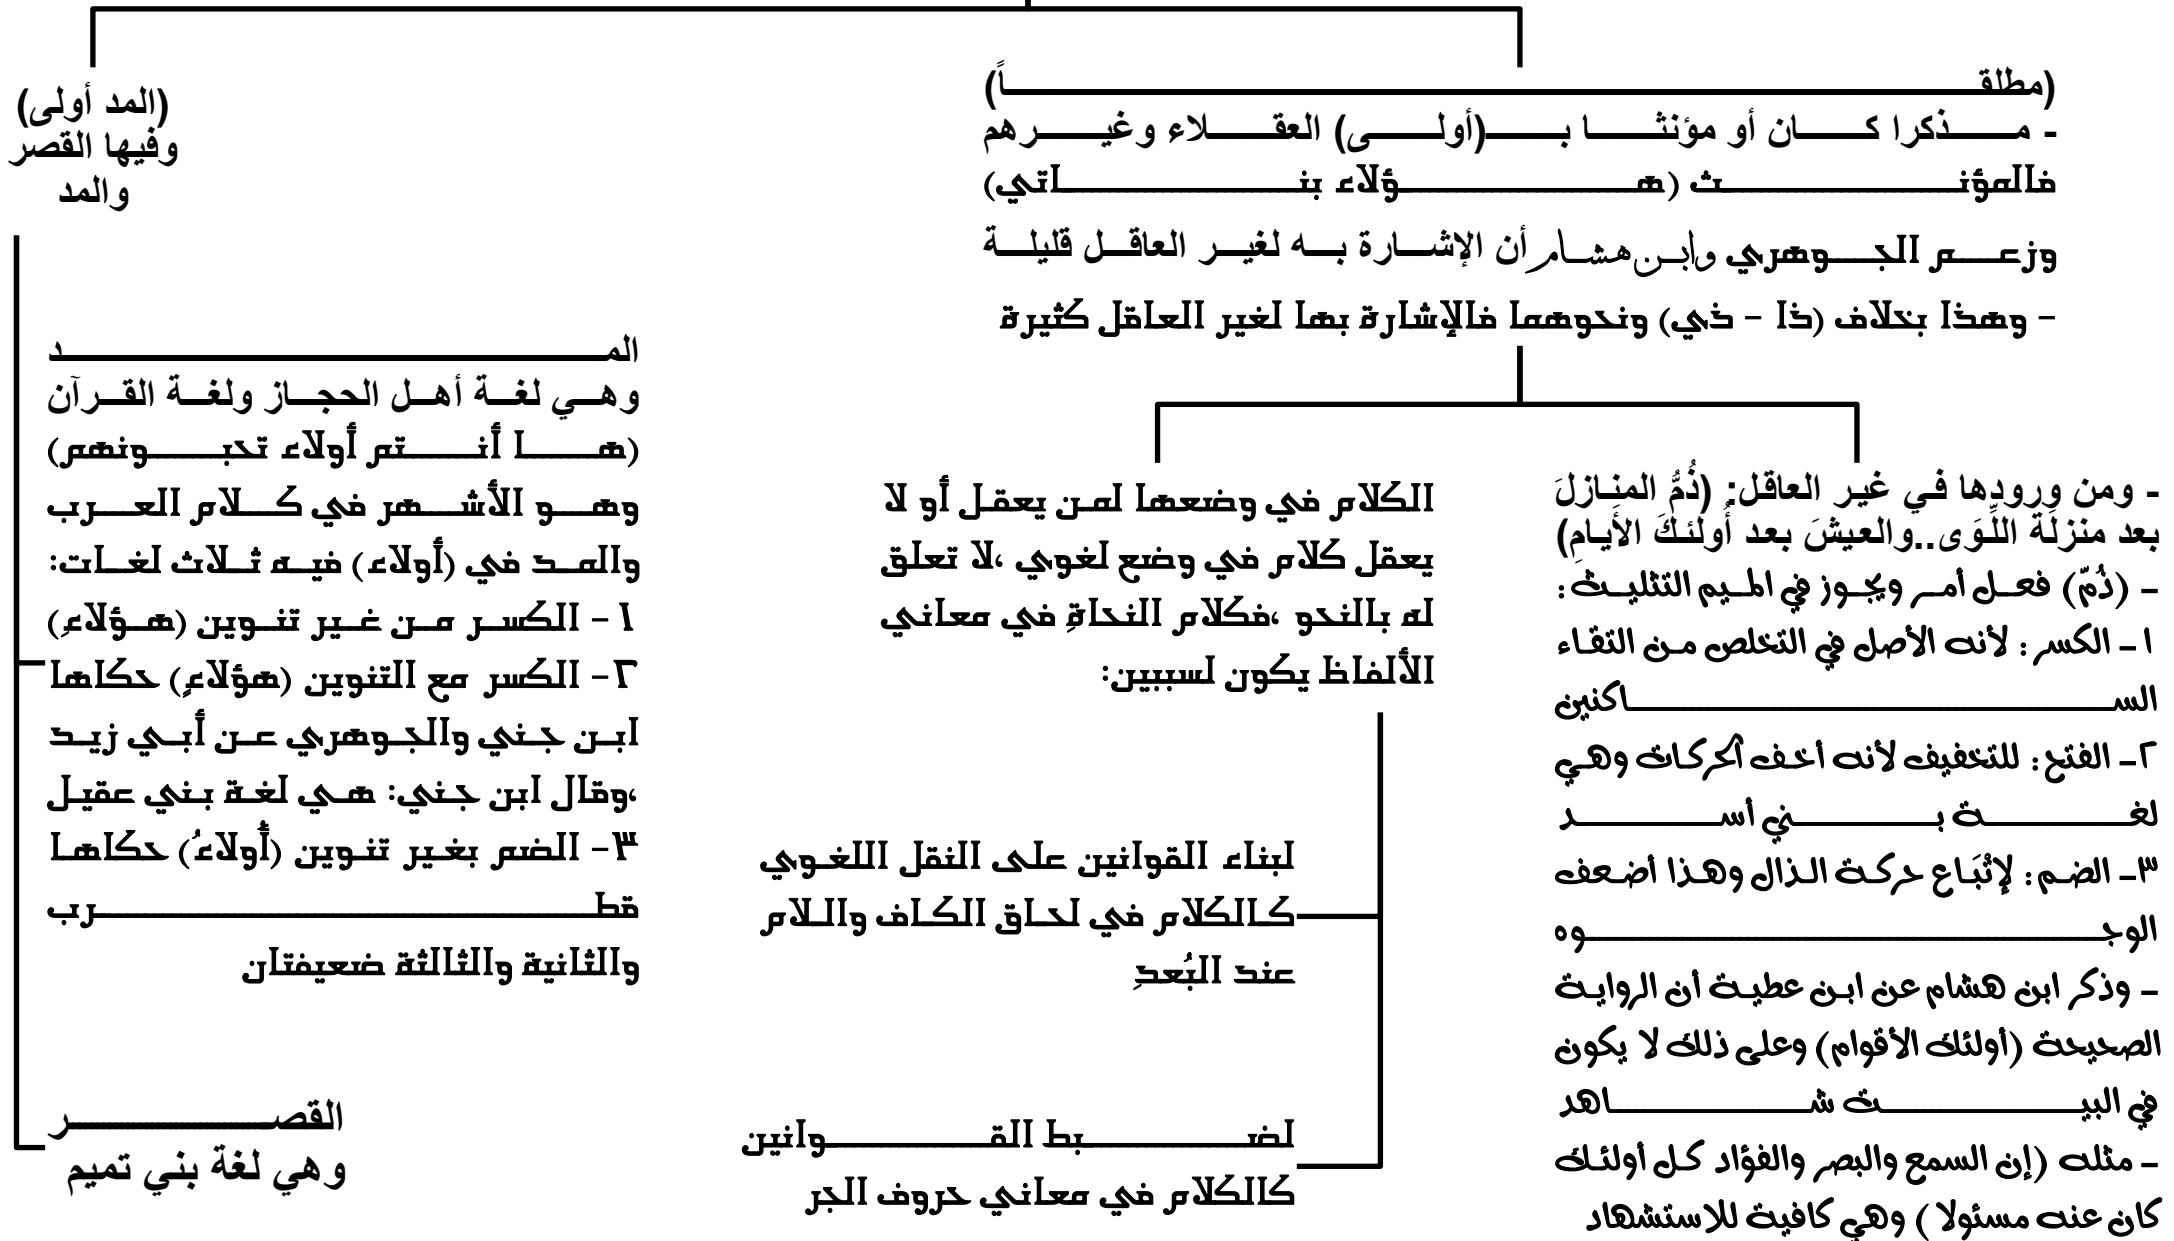 (مطلقاً)
- مذكرا كان أو مؤنثا بـ(أولى) العقلاء وغيرهم
فالمؤنث (هؤلاء بناتي)
وزعم الجوهري وابن هشام أن الإشارة به لغير العاقل قليلة
- وهذا بخلاف (ذا - ذي) ونحوهما فالإشارة بها لغير العاقل كثيرة
- ومن ورودها في غير العاقل: (ذُمَّ المنازلَ
بعد منزلَة اللِّوَى..والعيشَ بعد أُولئكَ الأيامِ)
- (ذُمّ) فعل أمر ويجوز في الميم التثليث:
١- الكسر: لأنه الأصل في التخلص من التقاء
الساكنين
٢- الفتح: للتخفيف لأنه أخف الحركات وهي
لغة بني أسد
٣- الضم: لإتْبَاع حركة الذال وهذا أضعف
الوجوه
- وذكر ابن هشام عن ابن عطية أن الرواية
الصحيحة (أولئك الأقوام) وعلى ذلك لا يكون
في البيت شاهد
- مثله (إن السمع والبصر والفؤاد كل أولئك
كان عنه مسئولا ) وهي كافية للاستشهاد
الكلام في وضعها لمن يعقل أو لا
يعقل كلام في وضع لغوي ،لا تعلق
له بالنحو ،فكلام النحاةِ في معاني
الألفاظ يكون لسببين:
لبناء القوانين على النقل اللغوي
كالكلام في لحاق الكاف واللام
عند البُعدِ
لضبط القوانين
كالكلام في معاني حروف الجر
(المد أولى)
وفيها القصر
والمد
المد
وهي لغة أهل الحجاز ولغة القرآن
(ها أنتم أولاء تحبونهم)
وهو الأشهر في كلام العرب
والمد في (أولاء) فيه ثلاث لغات:
١- الكسر من غير تنوين (هؤلاءِ)
٢- الكسر مع التنوين (هؤلاءٍ) حكاها
ابن جني والجوهري عن أبي زيد
،وقال ابن جني: هي لغة بني عقيل
٣- الضم بغير تنوين (أُولاءُ) حكاها
قطرب
والثانية والثالثة ضعيفتان
القصر
وهي لغة بني تميم